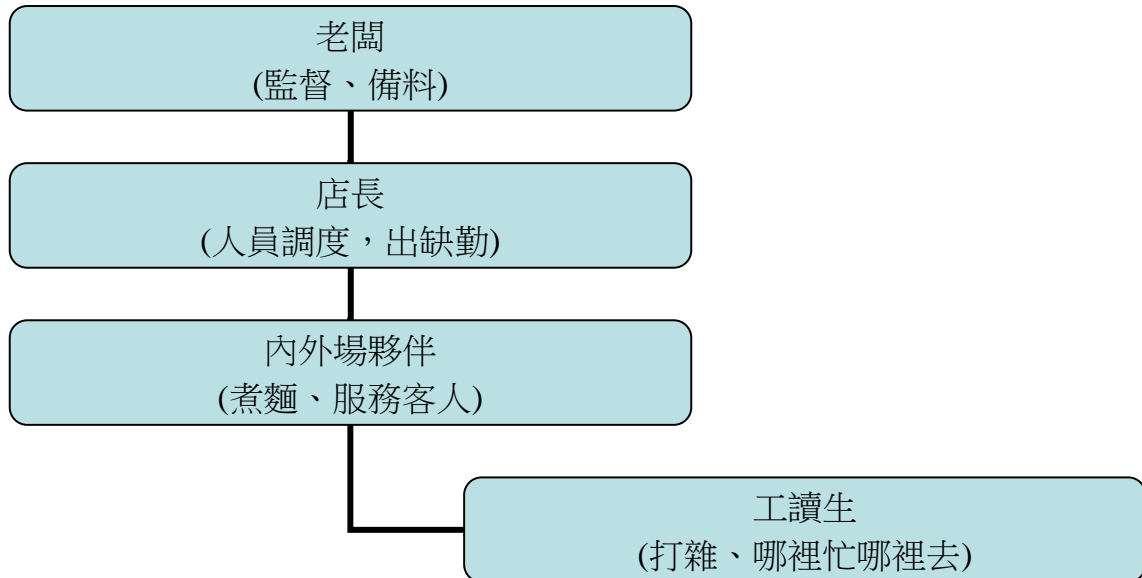 老闆
(監督、備料)
店長
(人員調度，出缺勤)
內外場夥伴
(煮麵、服務客人)
工讀生
(打雜、哪裡忙哪裡去)